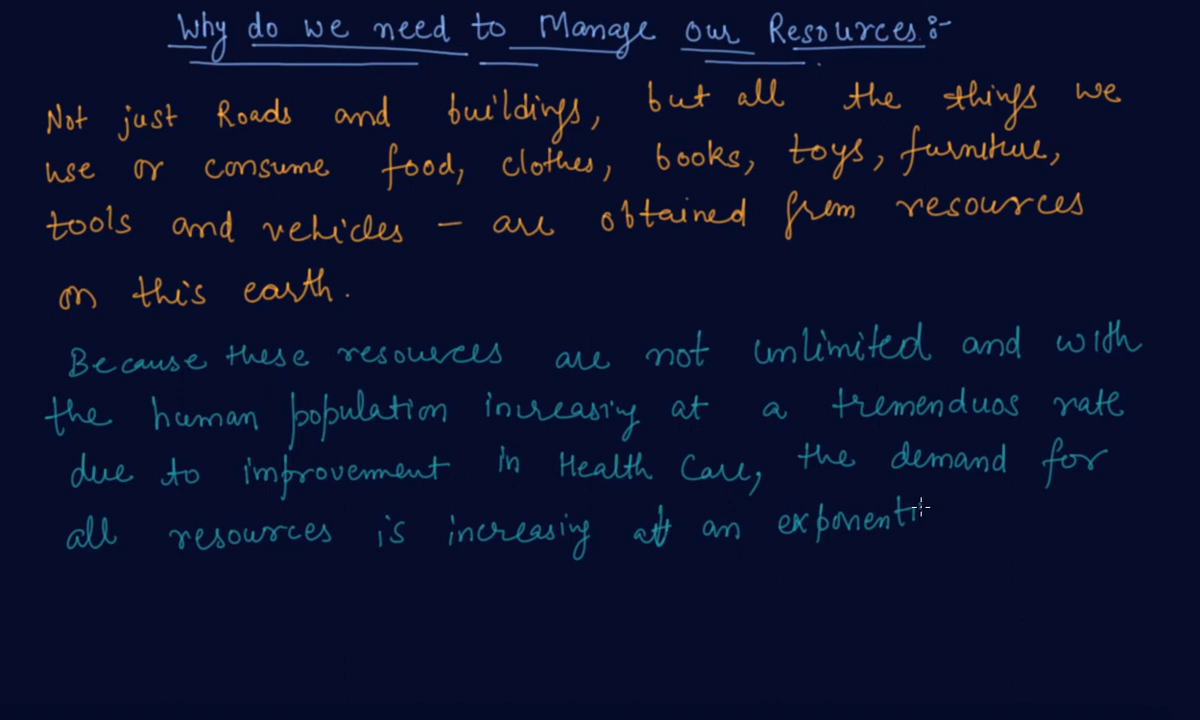 Why do we need to Manage our Resources :-
Not just Roads and buildings, but all the things we
use or consume food, clothes, books, toys, furniture,
tools and vehicles - are obtained from resources
on this earth.
Because these resources are not unlimited and with
the human population increasing at a tremenduos rate
due to improvement in Health Care, the demand for
all resources is increasing at an exponenti